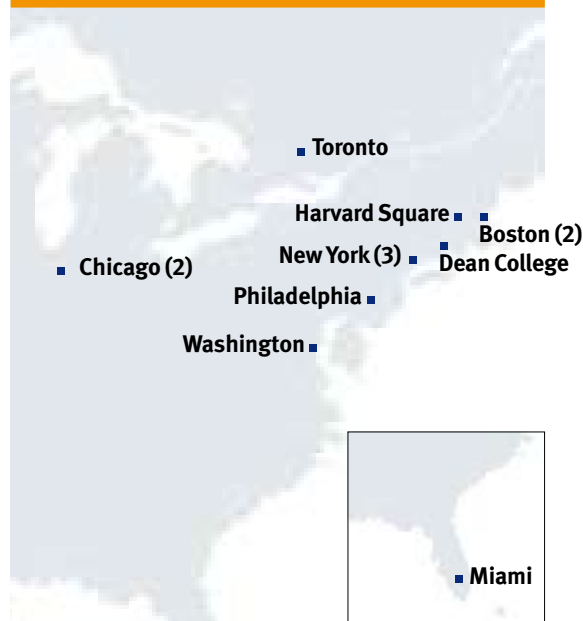 Toronto
Harvard Square
Boston (2)
New York (3)
Dean College
Chicago (2)
Philadelphia
Washington
Miami